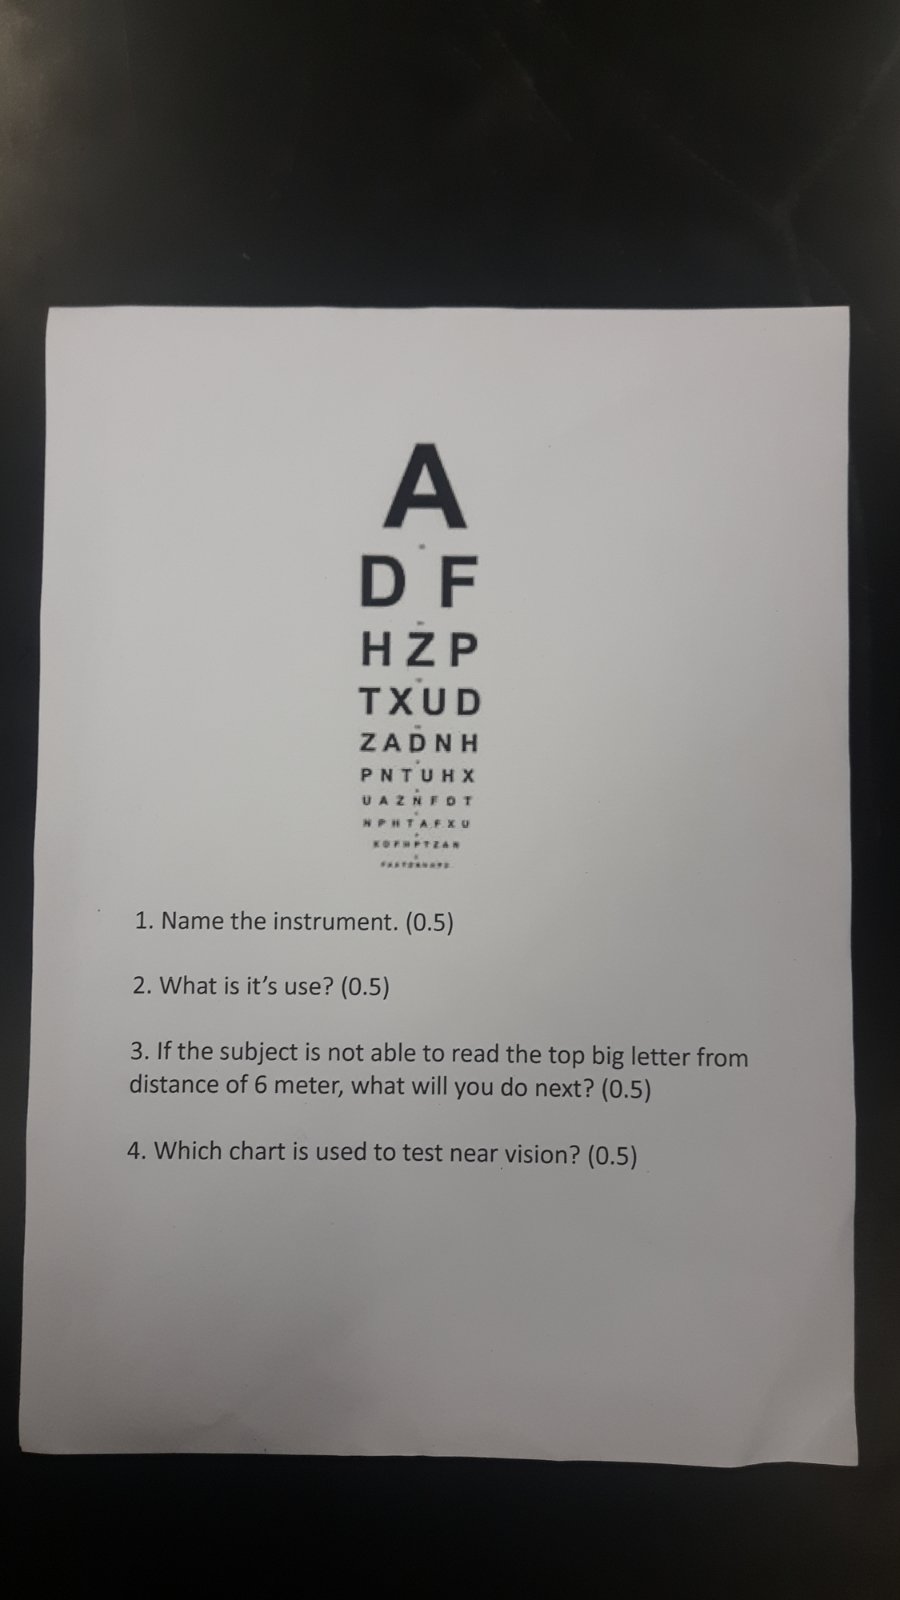 A
D F
H Z P
T X U D
Z A D N H
P N T U H X
U A Z N F D T
N P H T A F X U
X D F H P T Z A N
1. Name the instrument. (0.5)
2. What is it’s use? (0.5)
3. If the subject is not able to read the top big letter from
distance of 6 meter, what will you do next? (0.5)
4. Which chart is used to test near vision? (0.5)